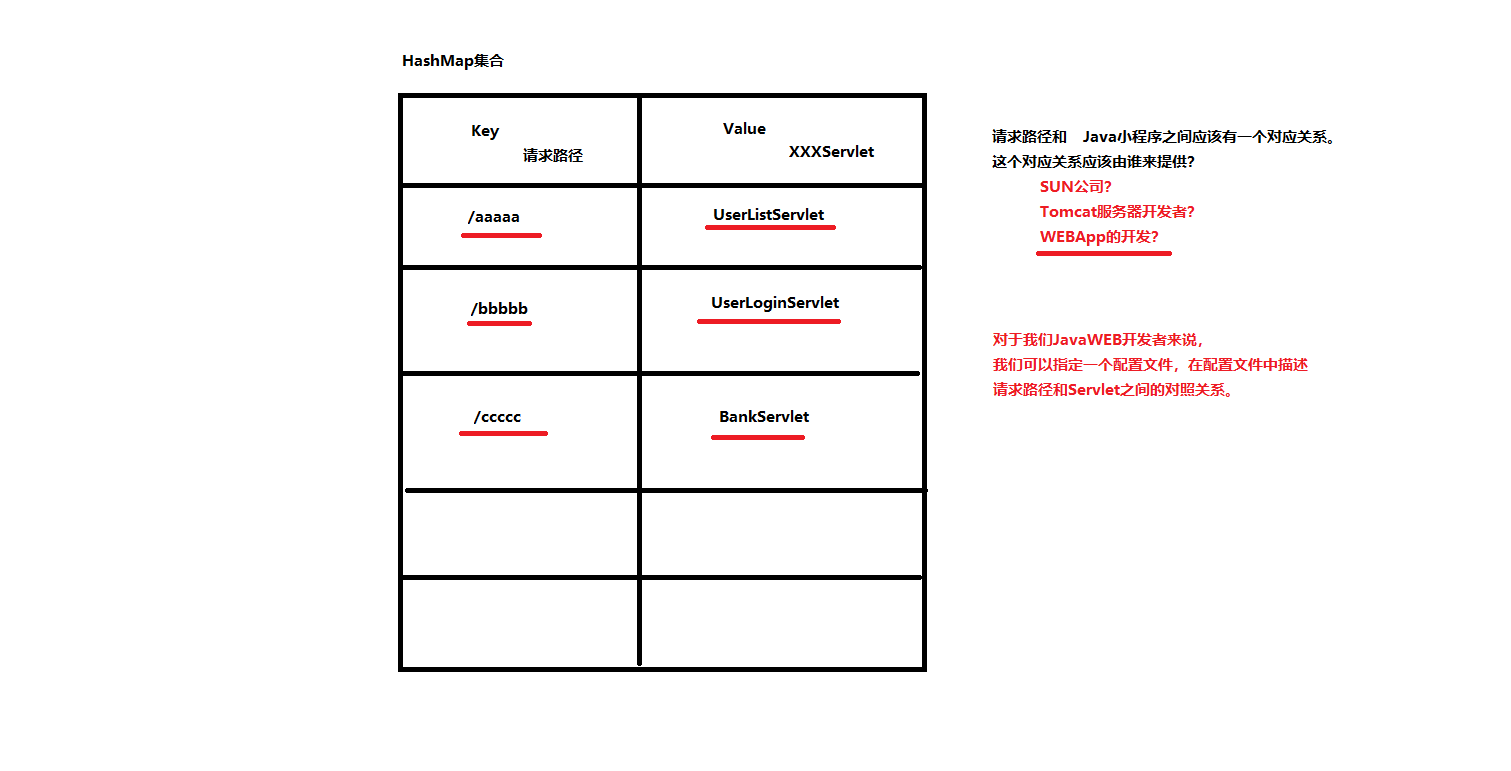 HashMap集合
Key
Value
请求路径
XXXServlet
/aaaaa
UserListServlet
/bbbbb
UserLoginServlet
/ccccc
BankServlet
请求路径和 Java小程序之间应该有一个对应关系。
这个对应关系应该由谁来提供？
SUN公司？
Tomcat服务器开发者？
WEBApp的开发？
对于我们JavaWEB开发者来说，
我们可以指定一个配置文件，在配置文件中描述
请求路径和Servlet之间的对照关系。